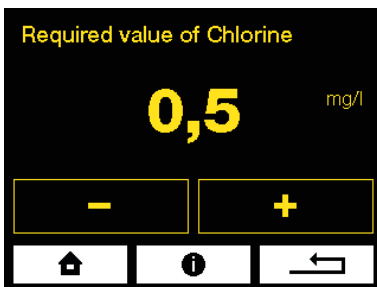 Required value of Chlorine
0,5 mg/l
- +
i